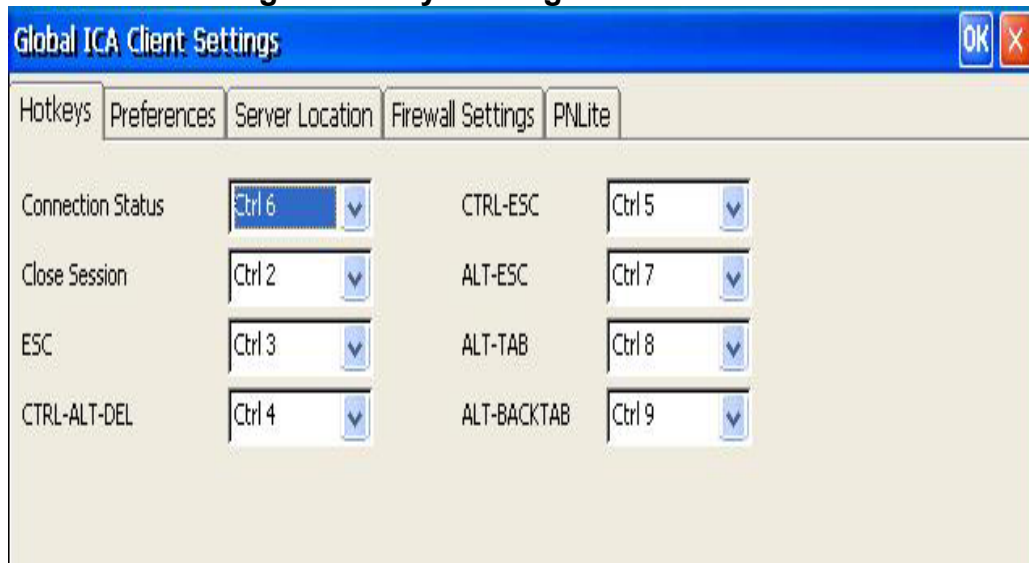 Global ICA Client Settings OK
Hotkeys Preferences Server Location Firewall Settings PNLite
Connection Status Ctrl 6 CTRL-ESC Ctrl 5
Close Session Ctrl 2 ALT-ESC Ctrl 7
ESC Ctrl 3 ALT-TAB Ctrl 8
CTRL-ALT-DEL Ctrl 4 ALT-BACKTAB Ctrl 9